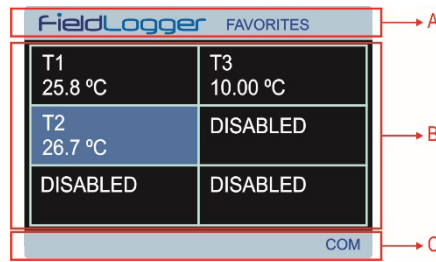 FieldLogger FAVORITES
A
T1
25.8 ºC
T3
10.00 ºC
T2
26.7 ºC
DISABLED
B
DISABLED
DISABLED
COM
C